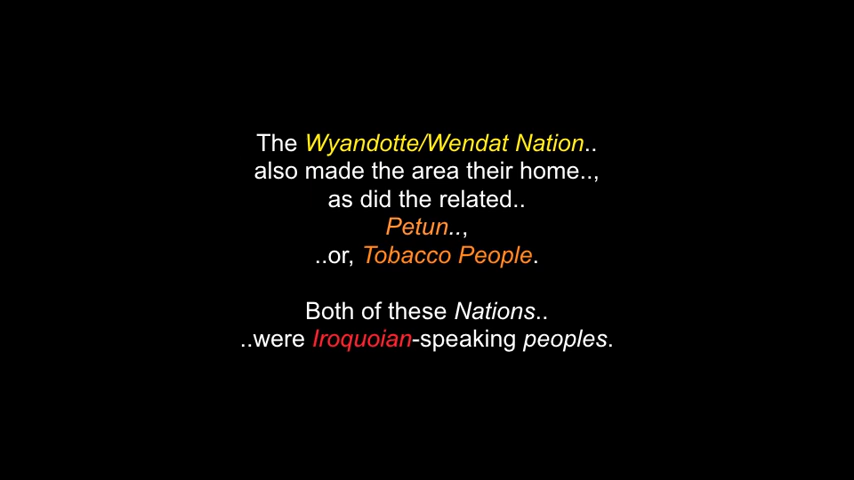 The Wyandotte/Wendat Nation..
also made the area their home..,
as did the related..
Petun..,
..or, Tobacco People.
Both of these Nations..
..were Iroquoian-speaking peoples.